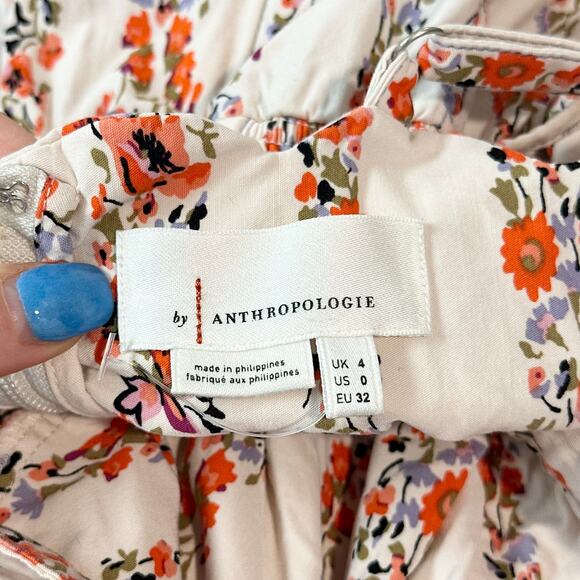 by ANTHROPOLOGIE
made in philippines
fabriqué aux philippines
UK 4
US 0
EU 32